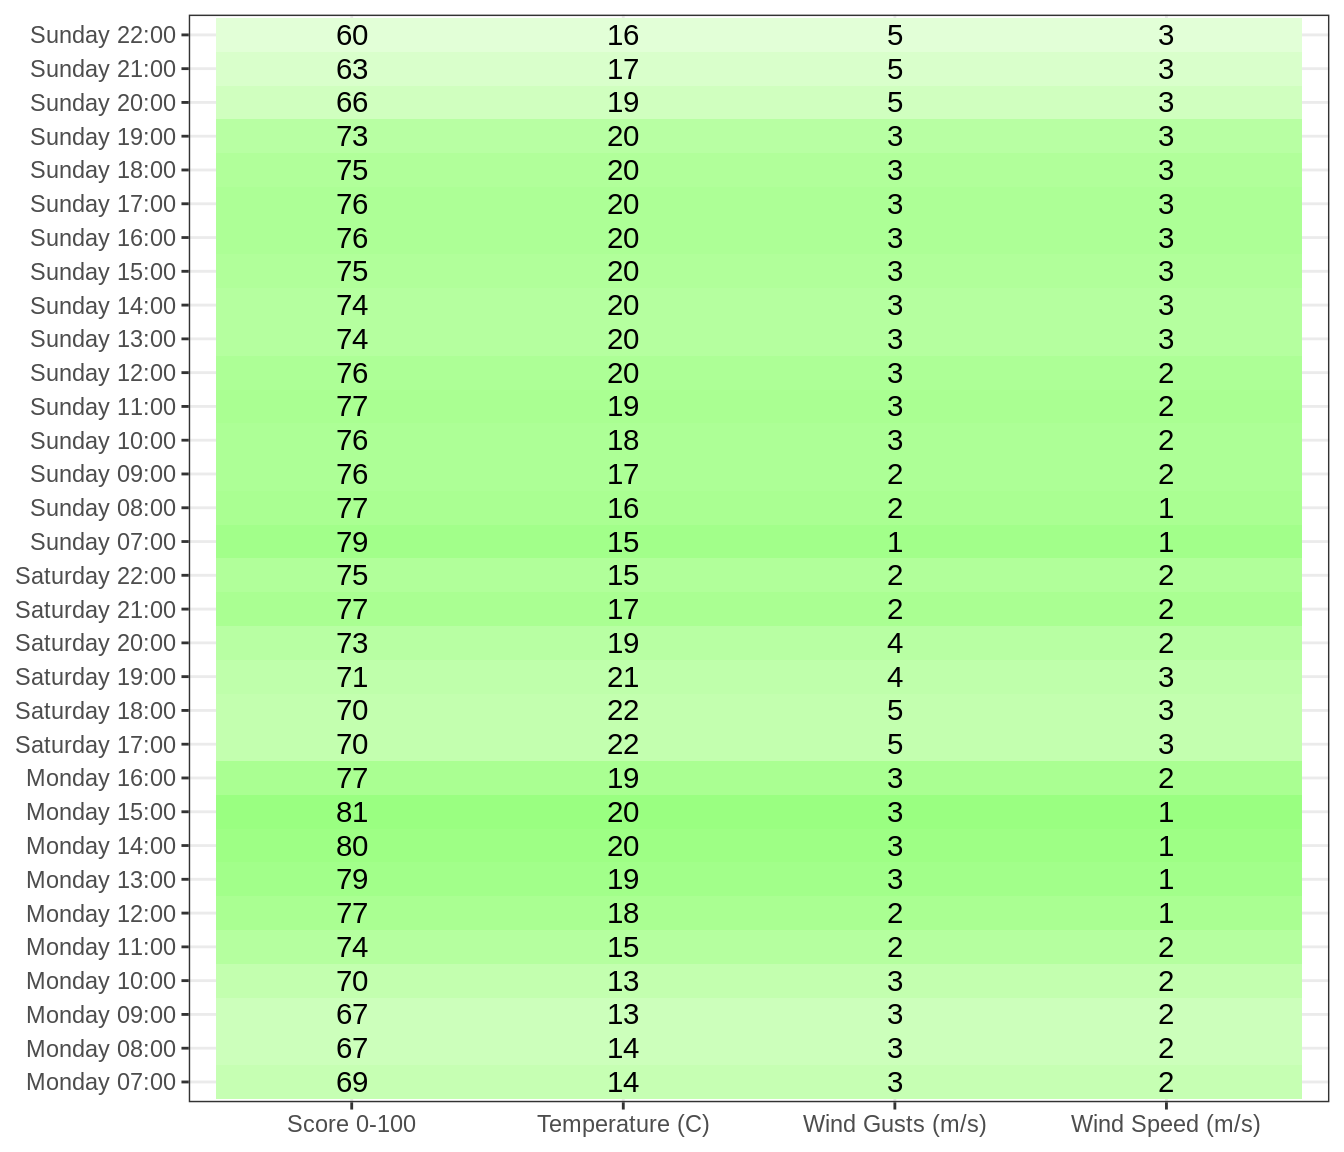 Sunday 22:00 60 16 5 3
Sunday 21:00 63 17 5 3
Sunday 20:00 66 19 5 3
Sunday 19:00 73 20 3 3
Sunday 18:00 75 20 3 3
Sunday 17:00 76 20 3 3
Sunday 16:00 76 20 3 3
Sunday 15:00 75 20 3 3
Sunday 14:00 74 20 3 3
Sunday 13:00 74 20 3 3
Sunday 12:00 76 20 3 2
Sunday 11:00 77 19 3 2
Sunday 10:00 76 18 3 2
Sunday 09:00 76 17 2 2
Sunday 08:00 77 16 2 1
Sunday 07:00 79 15 1 1
Saturday 22:00 75 15 2 2
Saturday 21:00 77 17 2 2
Saturday 20:00 73 19 4 2
Saturday 19:00 71 21 4 3
Saturday 18:00 70 22 5 3
Saturday 17:00 70 22 5 3
Monday 16:00 77 19 3 2
Monday 15:00 81 20 3 1
Monday 14:00 80 20 3 1
Monday 13:00 79 19 3 1
Monday 12:00 77 18 2 1
Monday 11:00 74 15 2 2
Monday 10:00 70 13 3 2
Monday 09:00 67 13 3 2
Monday 08:00 67 14 3 2
Monday 07:00 69 14 3 2
Score 0-100 Temperature (C) Wind Gusts (m/s) Wind Speed (m/s)